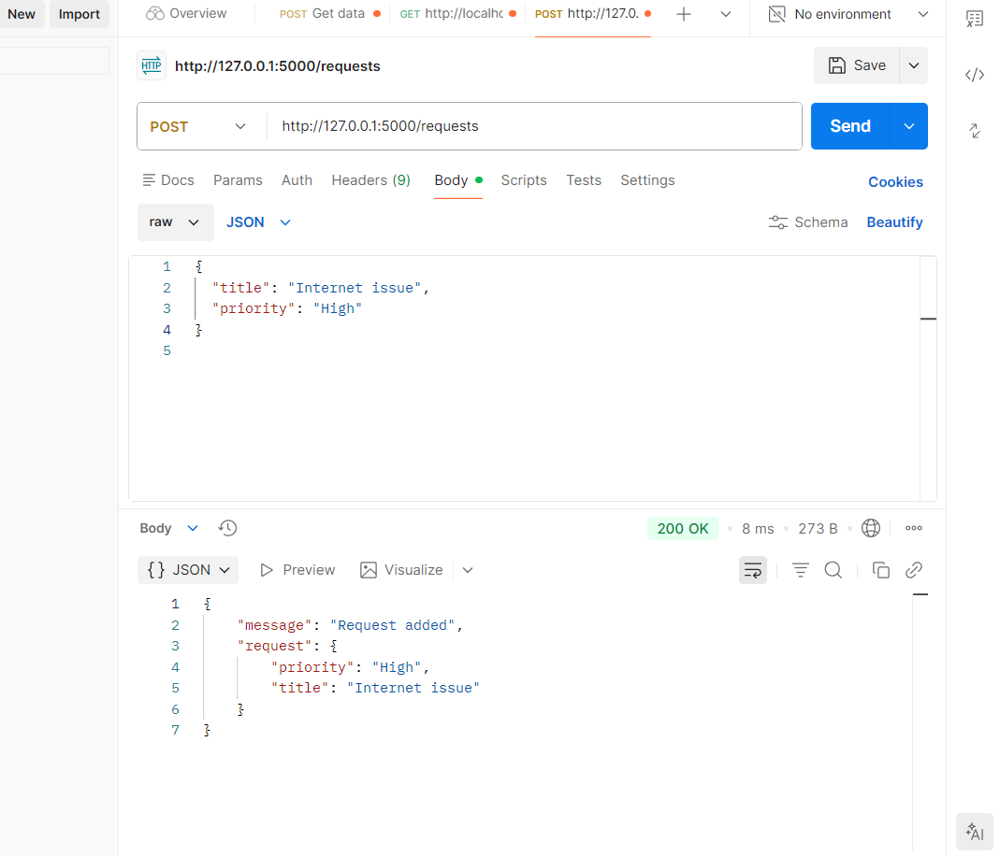 New Import Overview POST Get data GET http://localhc POST http://127.0. No environment
HTTP http://127.0.0.1:5000/requests Save
POST http://127.0.0.1:5000/requests Send
Docs Params Auth Headers (9) Body Scripts Tests Settings Cookies
raw JSON Schema Beautify
1 {
2 "title": "Internet issue",
3 "priority": "High"
4 }
5
Body 200 OK 8 ms 273 B
{} JSON Preview Visualize
1 {
2 "message": "Request added",
3 "request": {
4 "priority": "High",
5 "title": "Internet issue"
6 }
7 }
AI